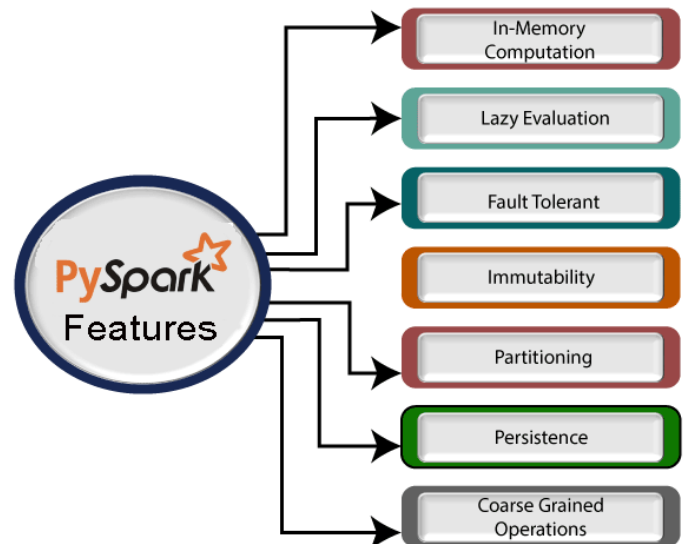 In-Memory
Computation
Lazy Evaluation
Fault Tolerant
PySpark
Features
Immutability
Partitioning
Persistence
Coarse Grained
Operations